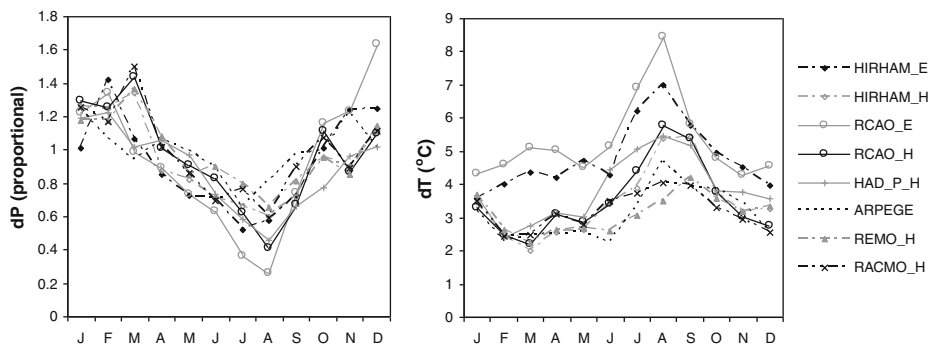 dP (proportional)
1.8
1.6
1.4
1.2
1
0.8
0.6
0.4
0.2
0
J F M A M J J A S O N D
dT (°C)
9
8
7
6
5
4
3
2
1
0
J F M A M J J A S O N D
HIRHAM_E
HIRHAM_H
RCAO_E
RCAO_H
HAD_P_H
ARPEGE
REMO_H
RACMO_H